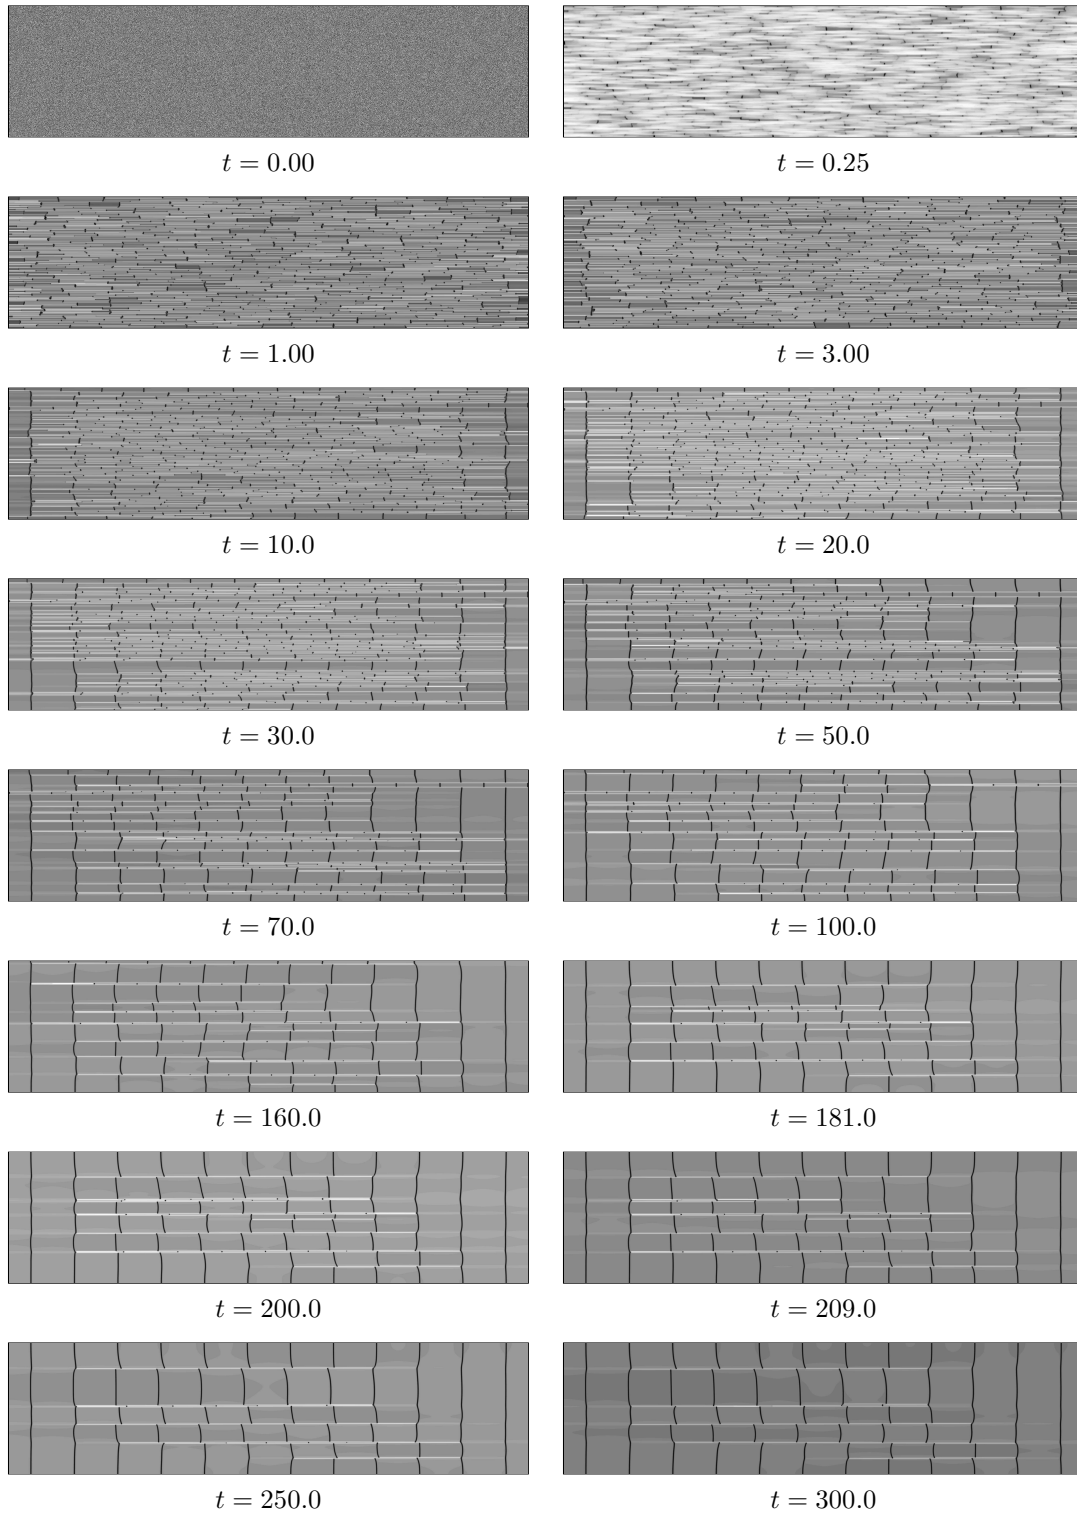 t = 0.00
t = 0.25
t = 1.00
t = 3.00
t = 10.0
t = 20.0
t = 30.0
t = 50.0
t = 70.0
t = 100.0
t = 160.0
t = 181.0
t = 200.0
t = 209.0
t = 250.0
t = 300.0